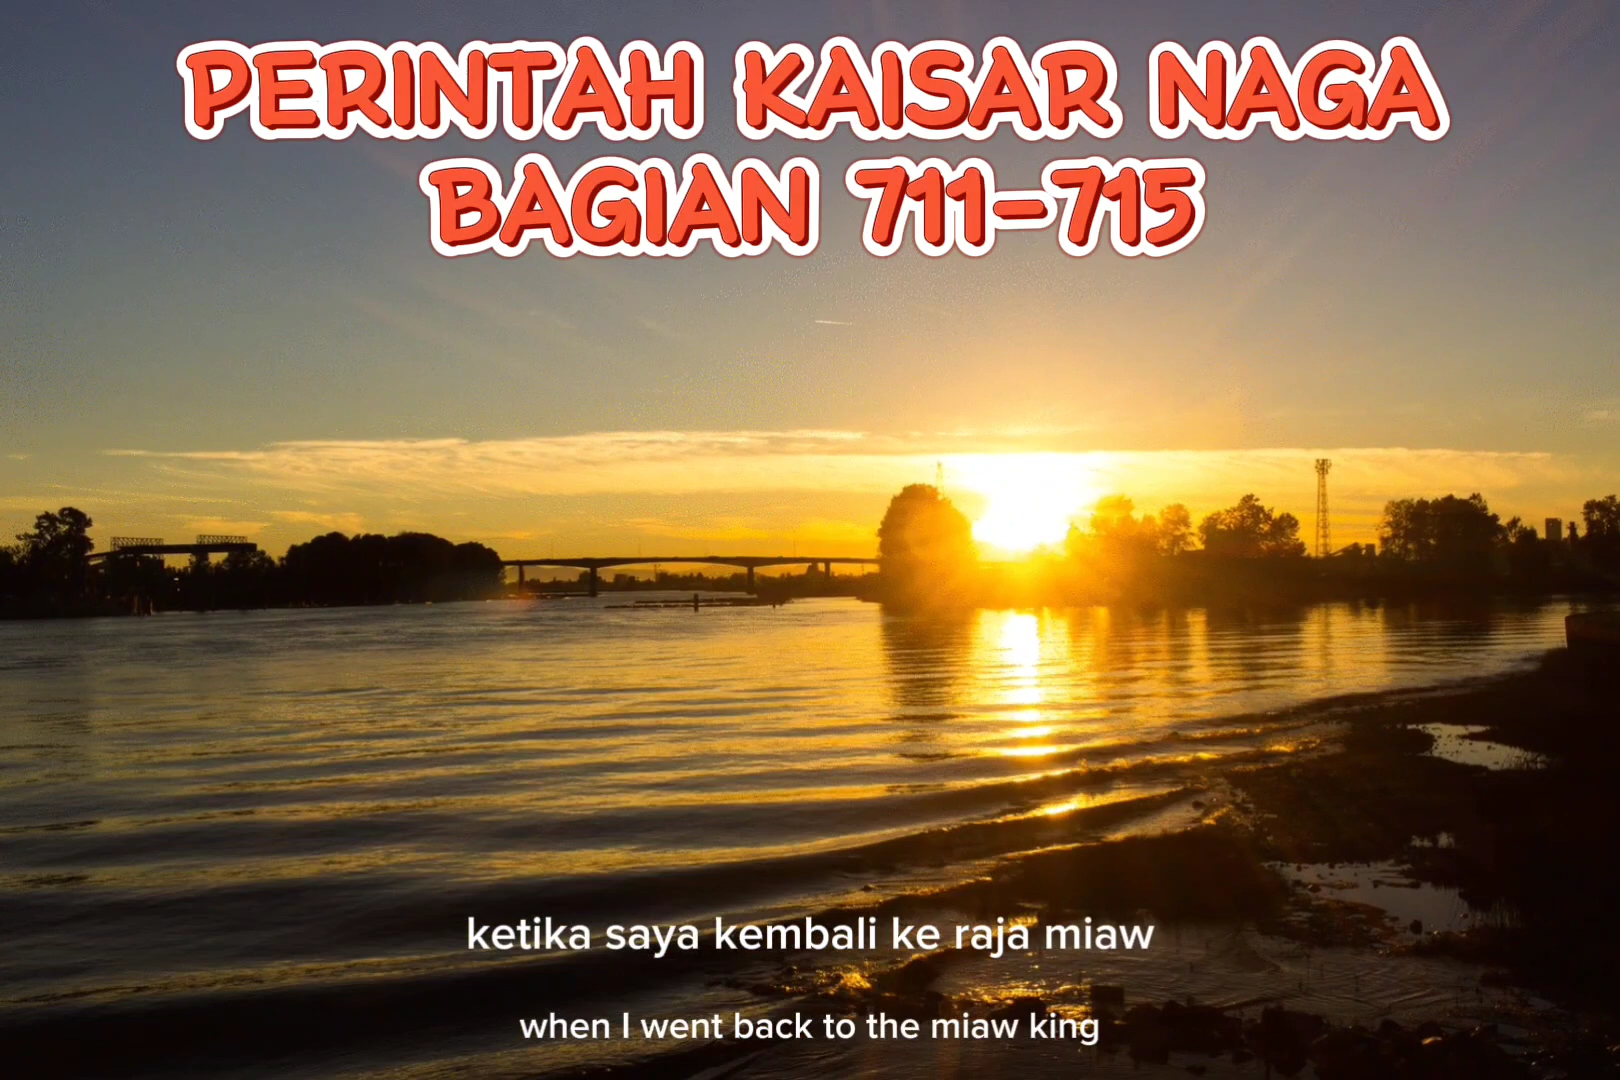 PERINTAH KAISAR NAGA
BAGIAN 711-715
ketika saya kembali ke raja miaw
when I went back to the miaw king